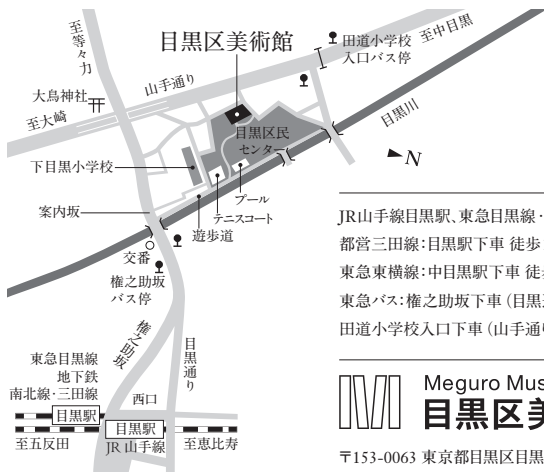 至等々力
目黒区美術館
田道小学校
入口バス停
至中目黒
山手通り
大鳥神社
至大崎
目黒川
目黒区民
センター
N
下目黒小学校
プール
テニスコート
案内坂
遊歩道
交番
権之助坂
バス停
権之助坂
目黒通り
東急目黒線
地下鉄
南北線・三田線
西口
目黒駅
目黒駅
至五反田
JR山手線
至恵比寿
JR山手線目黒駅、東急目黒線・
都営三田線：目黒駅下車 徒歩
東急東横線：中目黒駅下車 徒
東急バス：権之助坂下車（目黒
田道小学校入口下車（山手通
Meguro Mus
目黒区美
〒153-0063 東京都目黒区目黒